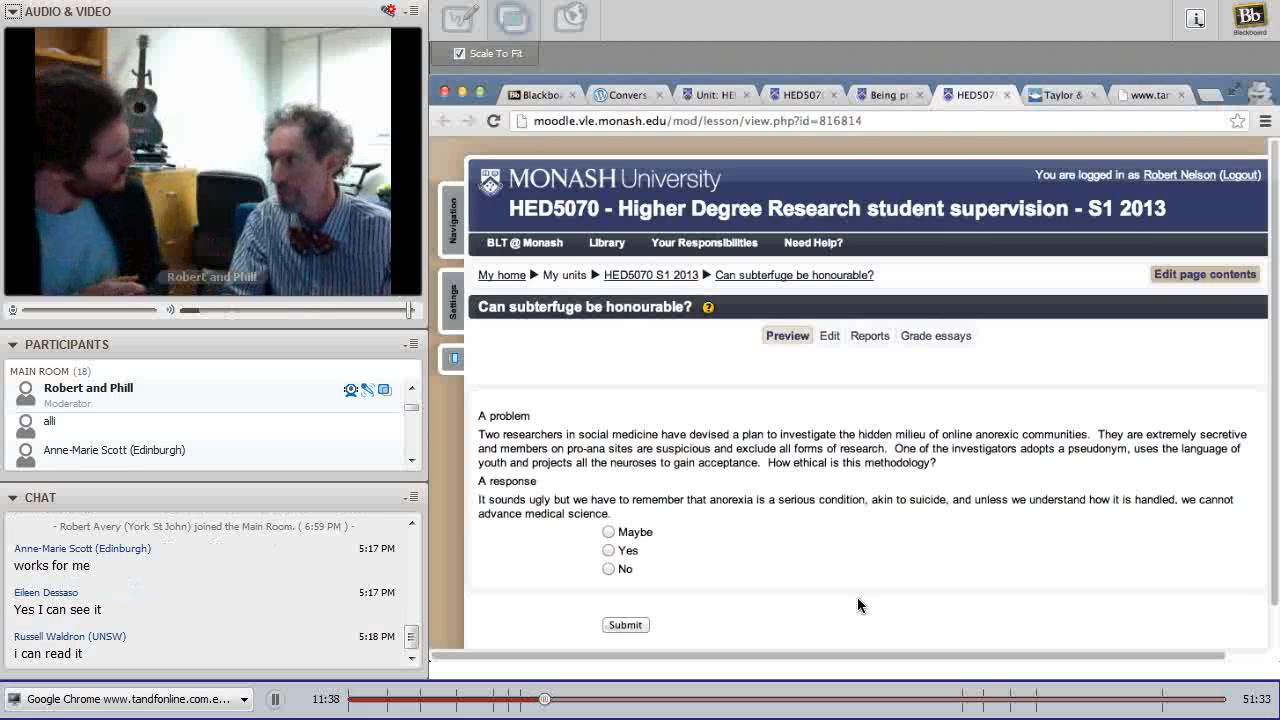 AUDIO & VIDEO
Robert and Phill
PARTICIPANTS
MAIN ROOM (18)
Robert and Phill
Moderator
alli
Anne-Marie Scott (Edinburgh)
CHAT
- Robert Avery (York St John) joined the Main Room. ( 6:59 PM ) -
Anne-Marie Scott (Edinburgh) 5:17 PM
works for me
Eileen Dessaso 5:17 PM
Yes I can see it
Russell Waldron (UNSW) 5:18 PM
i can read it
Google Chrome www.tandfonline.com.e...
11:38
51:33
Bb
Blackboard
Scale To Fit
Bb Blackbo
Convers
Unit: HE
HED507
Being pr
HED507
Taylor &
www.tar
moodle.vle.monash.edu/mod/lesson/view.php?id=816814
MONASH University
You are logged in as Robert Nelson (Logout)
HED5070 - Higher Degree Research student supervision - S1 2013
BLT @ Monash Library Your Responsibilities Need Help?
Navigation
Settings
My home ▶ My units ▶ HED5070 S1 2013 ▶ Can subterfuge be honourable?
Edit page contents
Can subterfuge be honourable? ?
Preview Edit Reports Grade essays
A problem
Two researchers in social medicine have devised a plan to investigate the hidden milieu of online anorexic communities. They are extremely secretive
and members on pro-ana sites are suspicious and exclude all forms of research. One of the investigators adopts a pseudonym, uses the language of
youth and projects all the neuroses to gain acceptance. How ethical is this methodology?
A response
It sounds ugly but we have to remember that anorexia is a serious condition, akin to suicide, and unless we understand how it is handled, we cannot
advance medical science.
Maybe
Yes
No
Submit